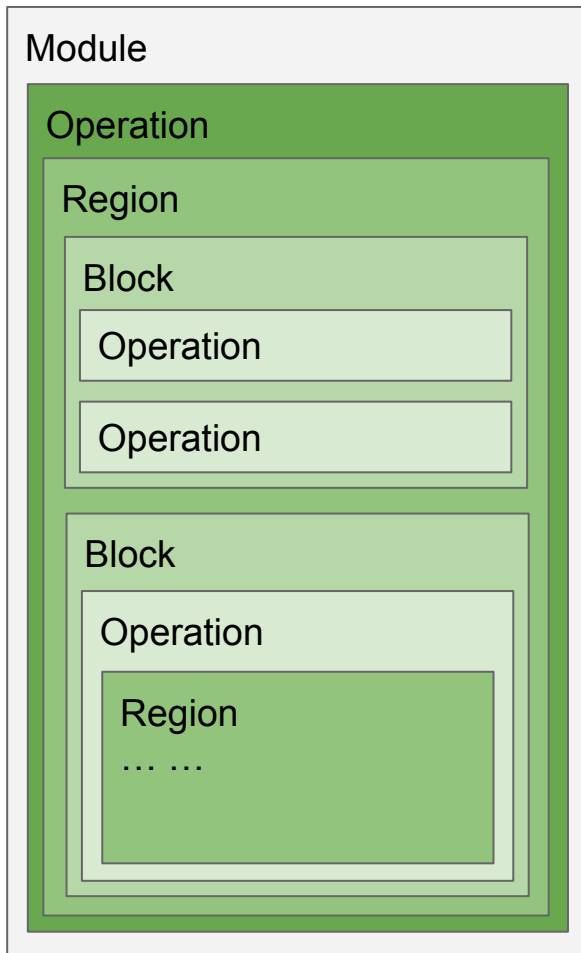 Module
Operation
Region
Block
Operation
Operation
Block
Operation
Region
... ...